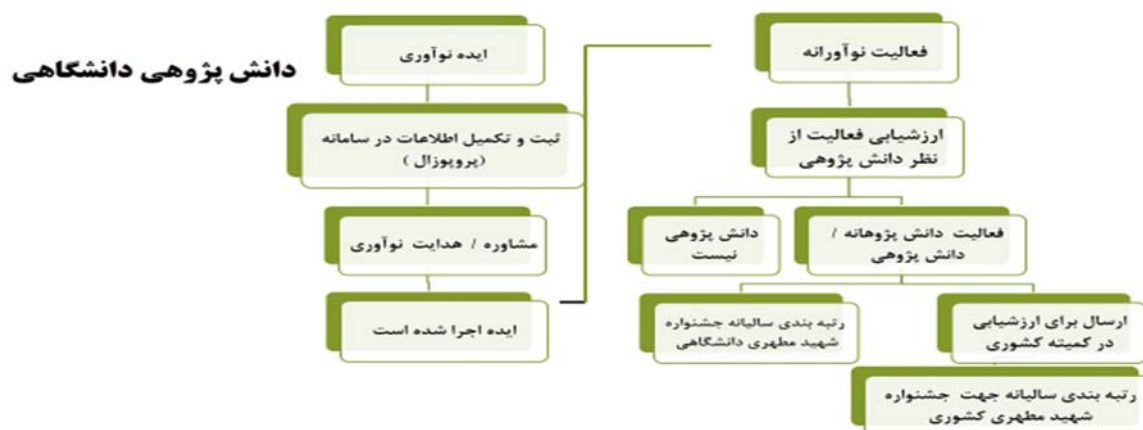 دانش پژوهی دانشگاهی
ایده نوآوری
ثبت و تکمیل اطلاعات در سامانه
(پروپوزال )
مشاوره / هدایت نوآوری
ایده اجرا شده است
فعالیت نوآورانه
ارزشیابی فعالیت از
نظر دانش پژوهی
دانش پژوهی
نیست
فعالیت دانش پژوهانه /
دانش پژوهی
رتبه بندی سالیانه جشنواره
شهید مطهری دانشگاهی
ارسال برای ارزشیابی
در کمیته کشوری
رتبه بندی سالیانه جهت جشنواره
شهید مطهری کشوری